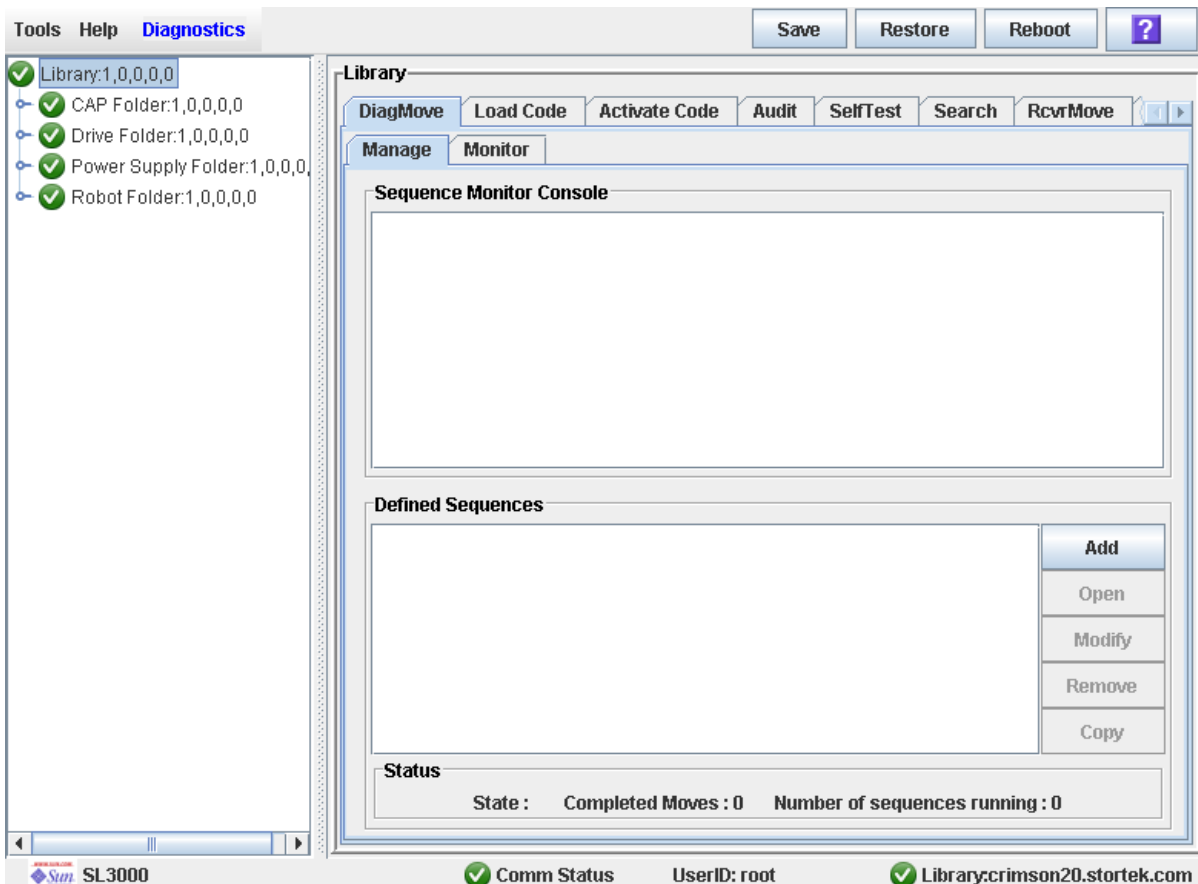 Tools Help Diagnostics
Save Restore Reboot ?
Library:1,0,0,0,0
CAP Folder:1,0,0,0,0
Drive Folder:1,0,0,0,0
Power Supply Folder:1,0,0,0,
Robot Folder:1,0,0,0,0
Library
DiagMove Load Code Activate Code Audit SelfTest Search RcvrMove
Manage Monitor
Sequence Monitor Console
Defined Sequences
Add
Open
Modify
Remove
Copy
Status
State : Completed Moves : 0 Number of sequences running : 0
Sun SL3000 Comm Status UserID: root Library:crimson20.stortek.com